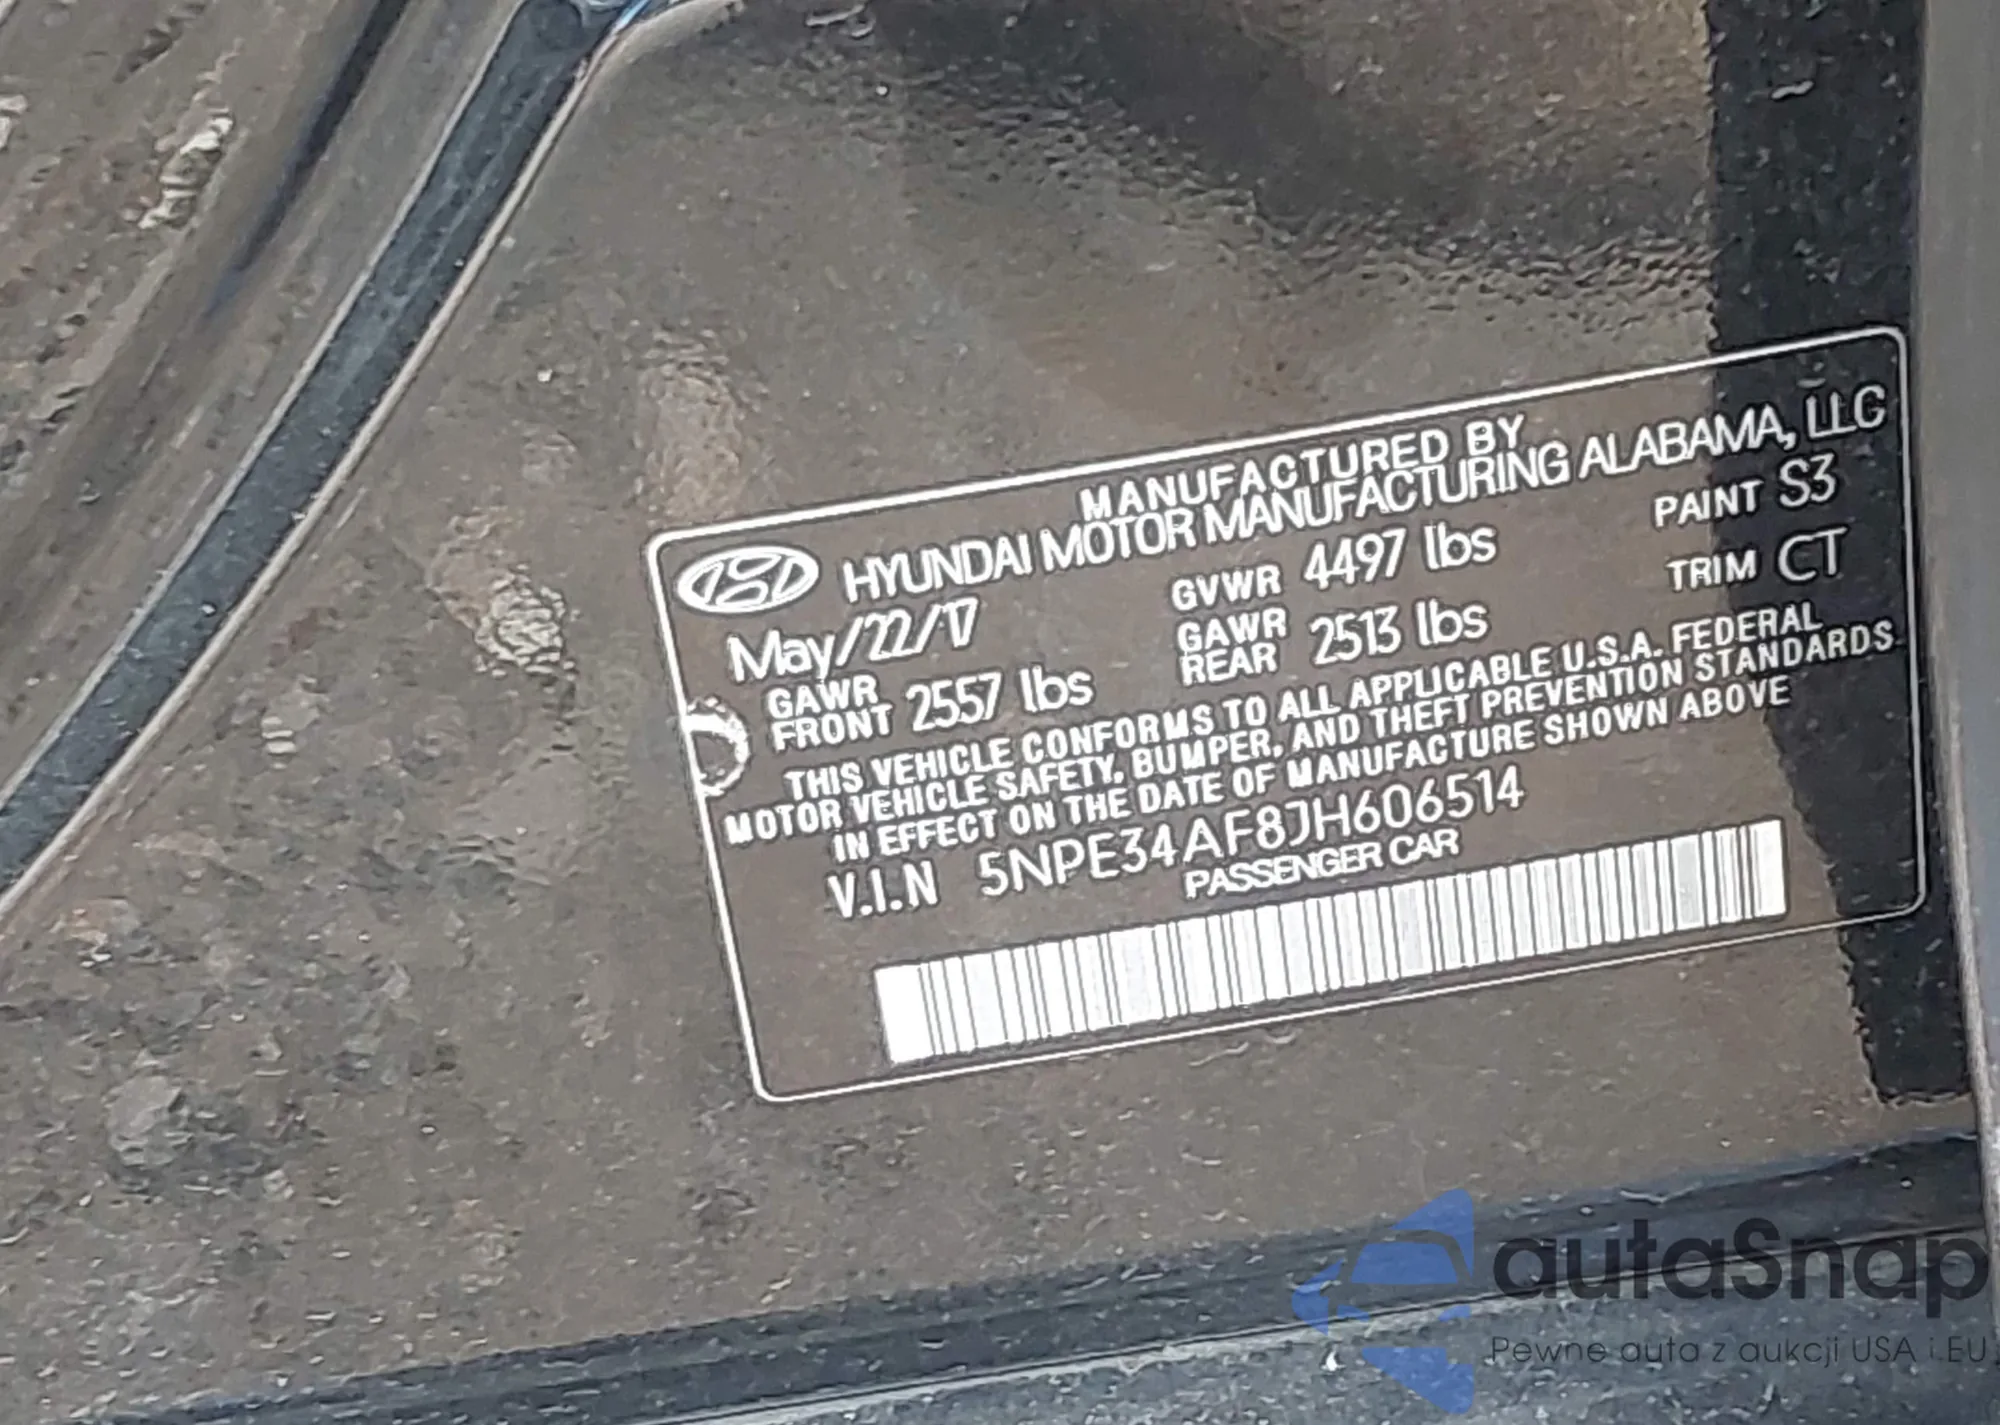 MANUFACTURED BY
HYUNDAI MOTOR MANUFACTURING ALABAMA, LLC
May/22/17 GVWR 4497 lbs PAINT S3
GAWR FRONT 2557 lbs GAWR REAR 2513 lbs TRIM CT
THIS VEHICLE CONFORMS TO ALL APPLICABLE U.S.A. FEDERAL
MOTOR VEHICLE SAFETY, BUMPER, AND THEFT PREVENTION STANDARDS
IN EFFECT ON THE DATE OF MANUFACTURE SHOWN ABOVE
V.I.N 5NPE34AF8JH606514
PASSENGER CAR
autaSnap
Pewne auta z aukcji USA i EU